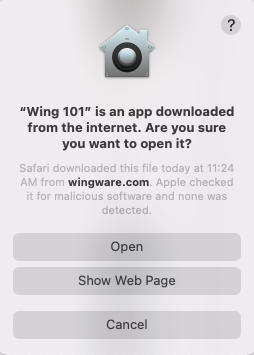 ?
“Wing 101” is an app downloaded
from the internet. Are you sure
you want to open it?
Safari downloaded this file today at 11:24
AM from wingware.com. Apple checked
it for malicious software and none was
detected.
Open
Show Web Page
Cancel